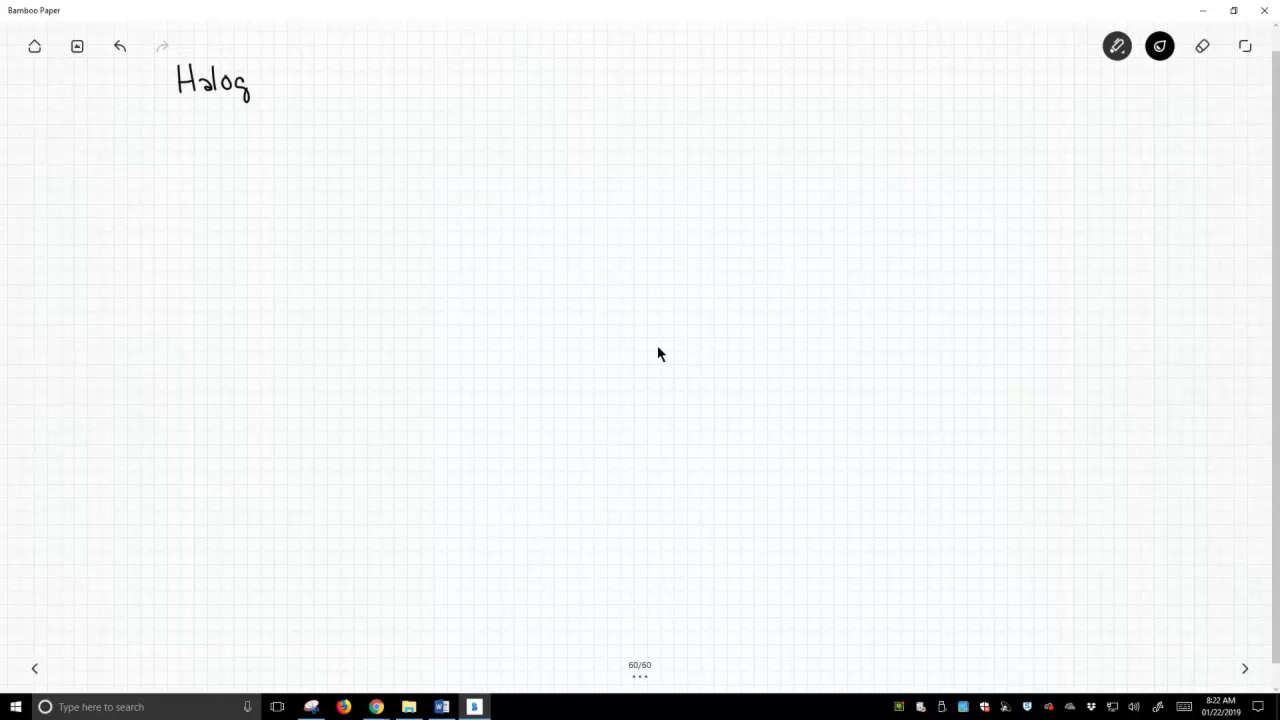 Bamboo Paper
Halog
60/60
Type here to search
8:22 AM
01/22/2019